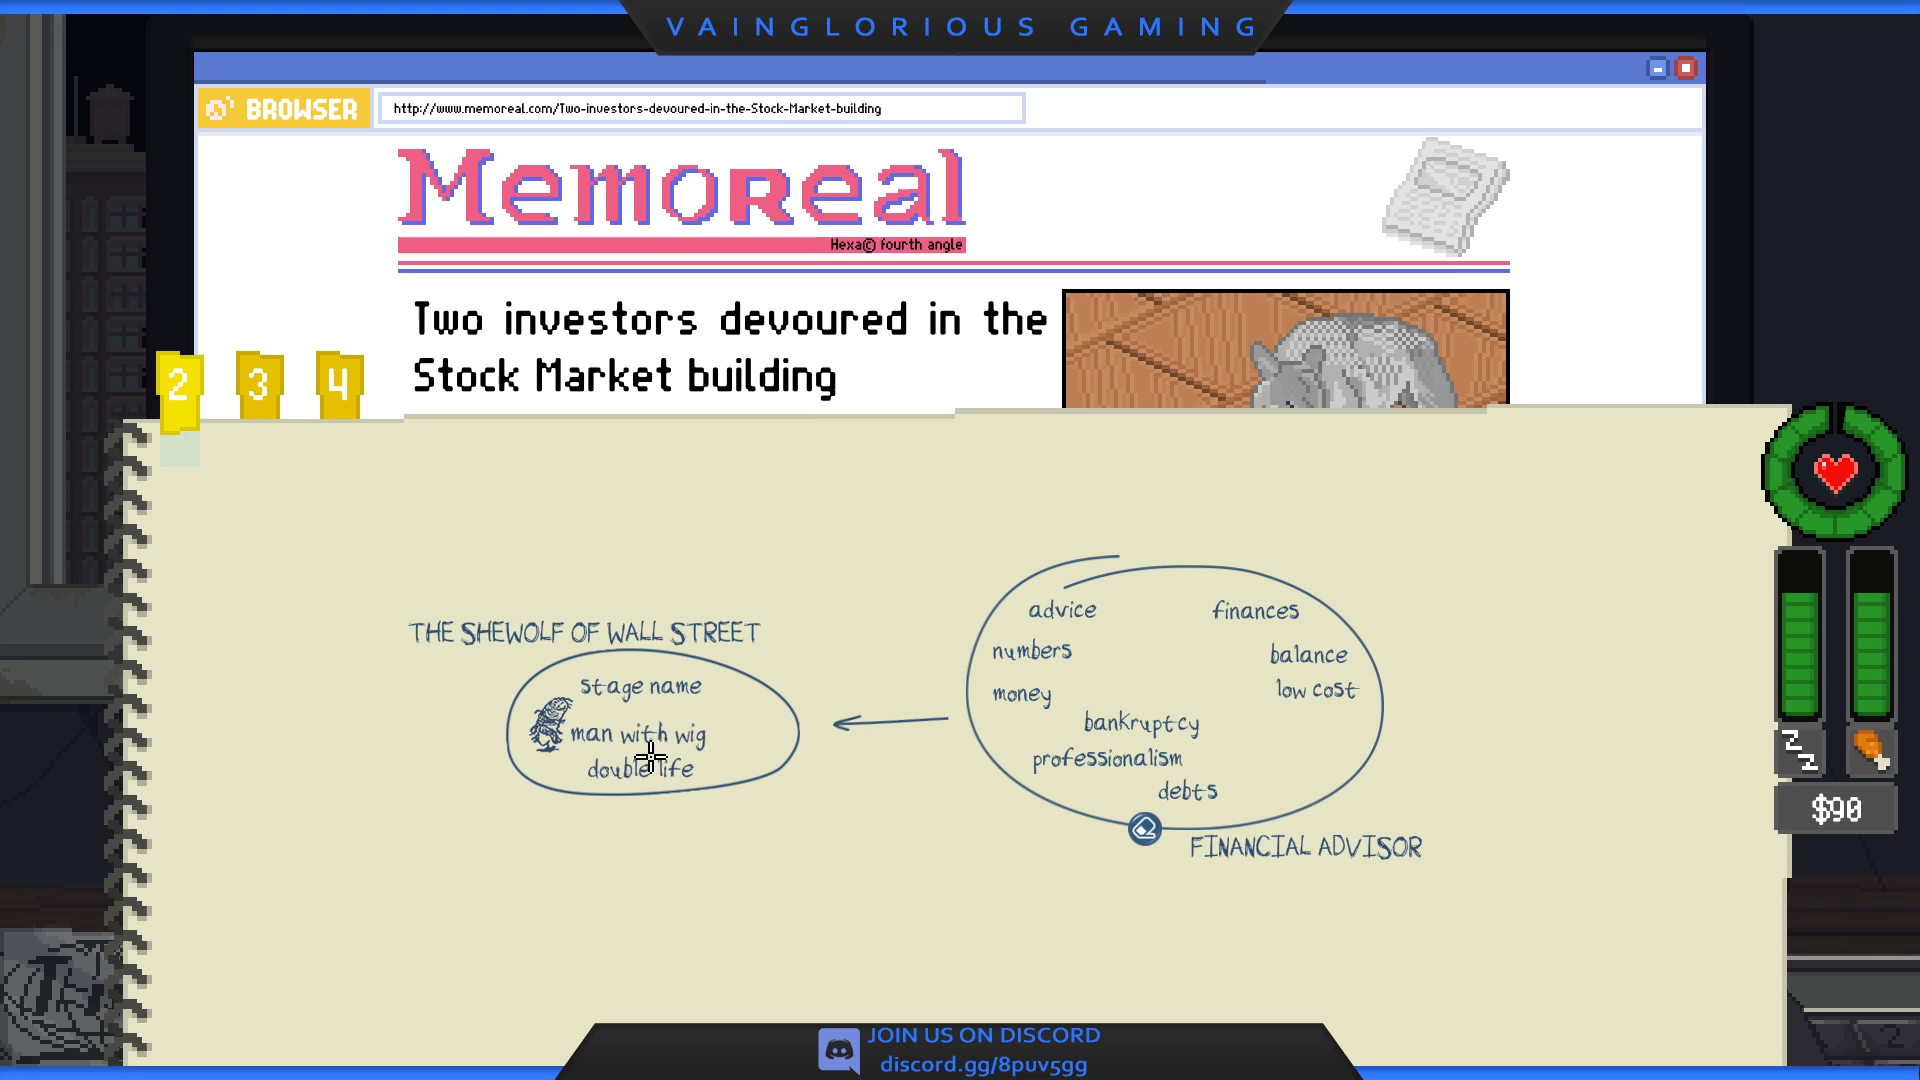 VAINGLORIOUS GAMING
BROWSER
http://www.memoreal.com/Two-investors-devoured-in-the-Stock-Market-building
Memoreal
Hexa© fourth angle
Two investors devoured in the
Stock Market building
2 3 4
THE SHEWOLF OF WALL STREET
stage name
man with wig
double life
advice
finances
numbers
balance
money
low cost
bankruptcy
professionalism
debts
FINANCIAL ADVISOR
$90
JOIN US ON DISCORD
discord.gg/8puv5gg